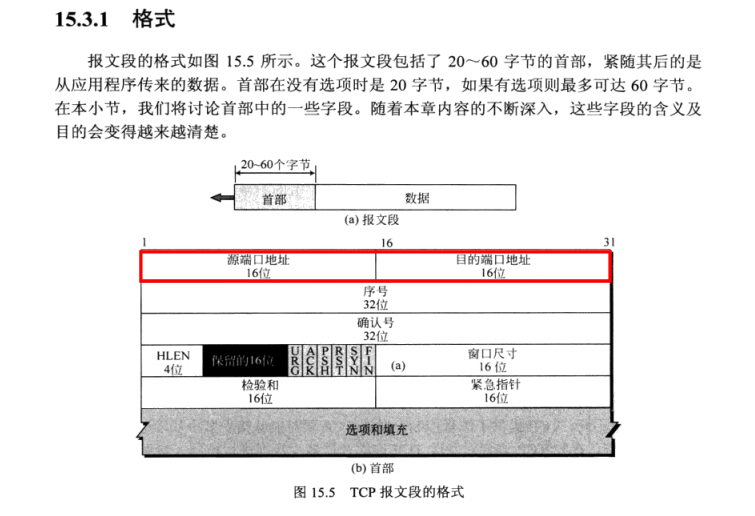 15.3.1 格式
报文段的格式如图 15.5 所示。这个报文段包括了 20～60 字节的首部，紧随其后的是
从应用程序传来的数据。首部在没有选项时是 20 字节，如果有选项则最多可达 60 字节。
在本小节，我们将讨论首部中的一些字段。随着本章内容的不断深入，这些字段的含义及
目的会变得越来越清楚。
20~60个字节
首部 数据
(a) 报文段
1 16 31
源端口地址 目的端口地址
16位 16位
序号
32位
确认号
32位
HLEN
4位
保留的16位
URG ACK PSH RST SYN FIN
(a)
窗口尺寸
16 位
检验和 紧急指针
16位 16位
选项和填充
(b) 首部
图 15.5 TCP 报文段的格式